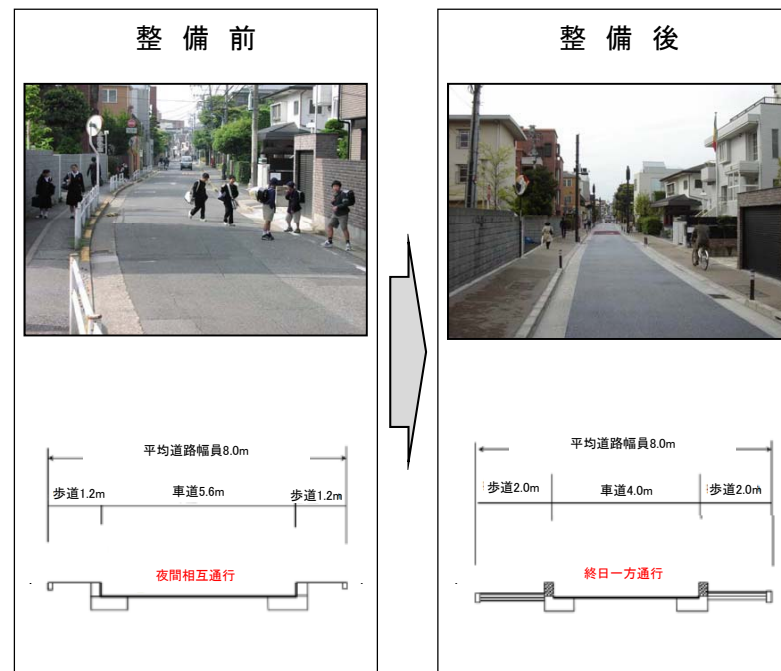 整備前
平均道路幅員8.0m
歩道1.2m 車道5.6m 歩道1.2m
夜間相互通行
整備後
平均道路幅員8.0m
歩道2.0m 車道4.0m 歩道2.0m
終日一方通行